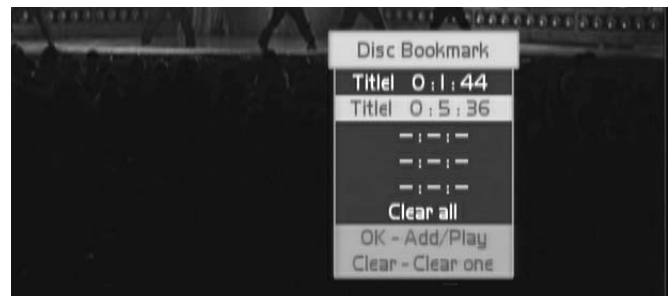 Disc Bookmark
Title1 0:1:44
Title1 0:5:36
-:-:-
-:-:-
-:-:-
Clear all
OK - Add/Play
Clear - Clear one